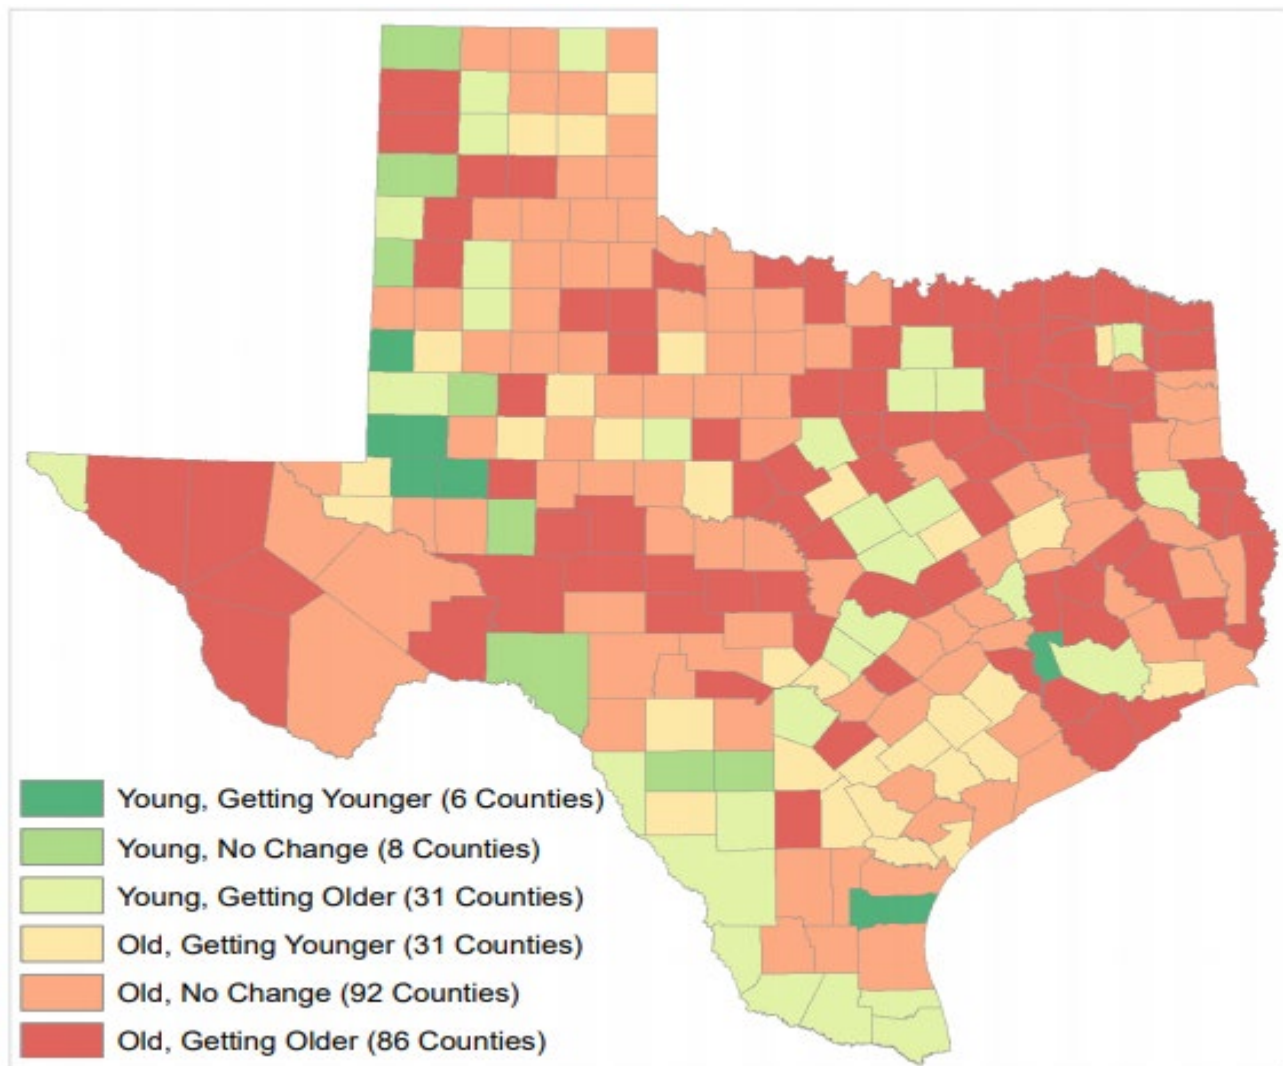 Young, Getting Younger (6 Counties)
Young, No Change (8 Counties)
Young, Getting Older (31 Counties)
Old, Getting Younger (31 Counties)
Old, No Change (92 Counties)
Old, Getting Older (86 Counties)